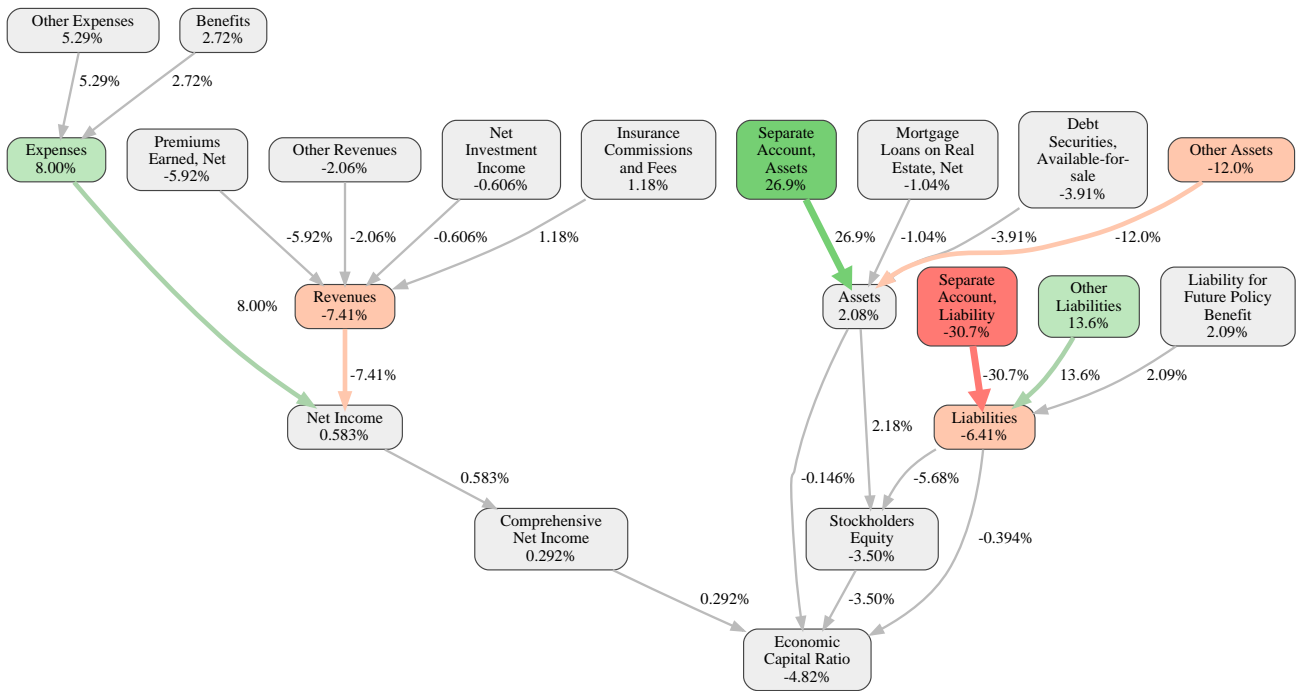 Other Expenses
5.29%
Benefits
2.72%
5.29%
2.72%
Expenses
8.00%
Premiums
Earned, Net
-5.92%
Other Revenues
-2.06%
Net
Investment
Income
-0.606%
Insurance
Commissions
and Fees
1.18%
Separate
Account,
Assets
26.9%
Mortgage
Loans on Real
Estate, Net
-1.04%
Debt
Securities,
Available-for-
sale
-3.91%
Other Assets
-12.0%
-5.92%
-2.06%
-0.606%
1.18%
26.9%
-1.04%
-3.91%
-12.0%
8.00%
Revenues
-7.41%
Assets
2.08%
Separate
Account,
Liability
-30.7%
Other
Liabilities
13.6%
Liability for
Future Policy
Benefit
2.09%
-7.41%
-30.7%
13.6%
2.09%
Net Income
0.583%
Liabilities
-6.41%
2.18%
0.583%
-0.146%
-5.68%
Comprehensive
Net Income
0.292%
Stockholders
Equity
-3.50%
-0.394%
0.292%
-3.50%
Economic
Capital Ratio
-4.82%